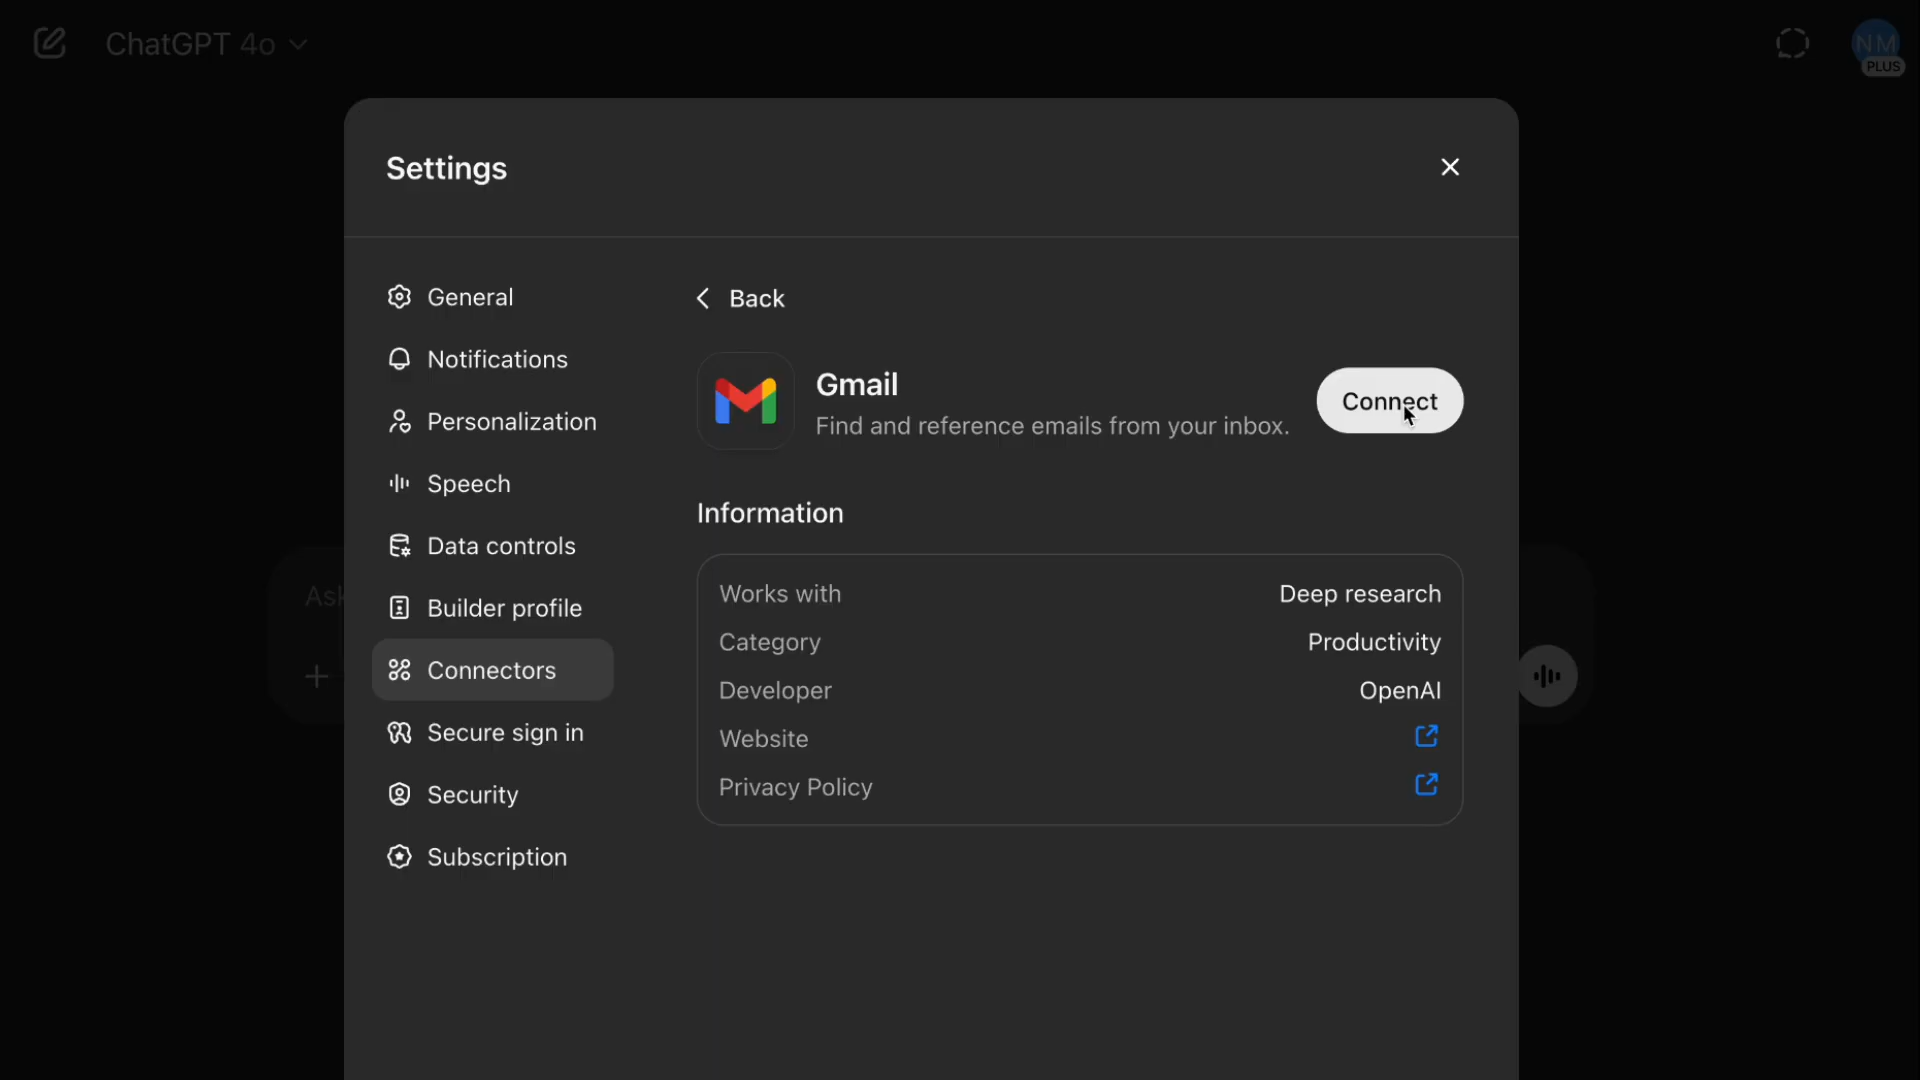 ChatGPT 4o
NM
PLUS
Settings
General
Notifications
Personalization
Speech
Data controls
Builder profile
Connectors
Secure sign in
Security
Subscription
Back
Gmail
Find and reference emails from your inbox.
Connect
Information
Works with Deep research
Category Productivity
Developer OpenAI
Website
Privacy Policy